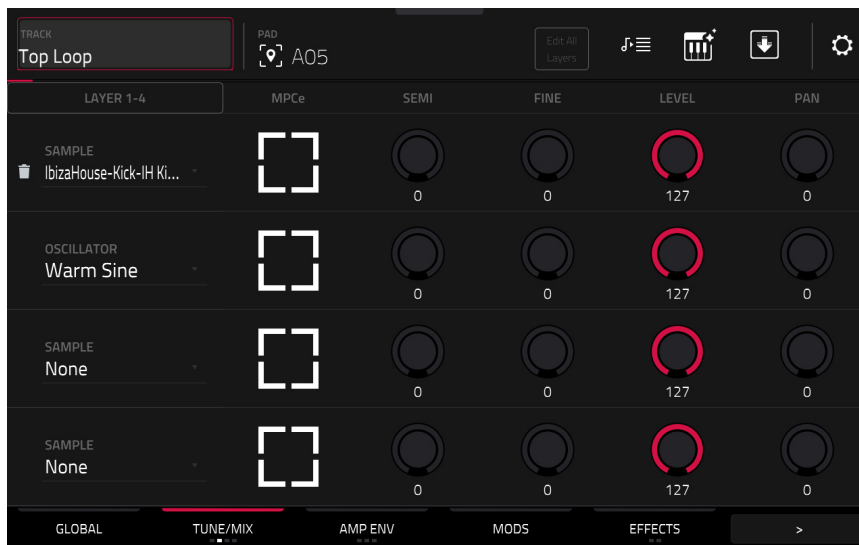 TRACK
Top Loop
PAD
A05
Edit All
Layers
LAYER 1-4 MPCe SEMI FINE LEVEL PAN
SAMPLE
IbizaHouse-Kick-IH Ki...
0 0 127 0
OSCILLATOR
Warm Sine
0 0 127 0
SAMPLE
None
0 0 127 0
SAMPLE
None
0 0 127 0
GLOBAL TUNE/MIX AMP ENV MODS EFFECTS >